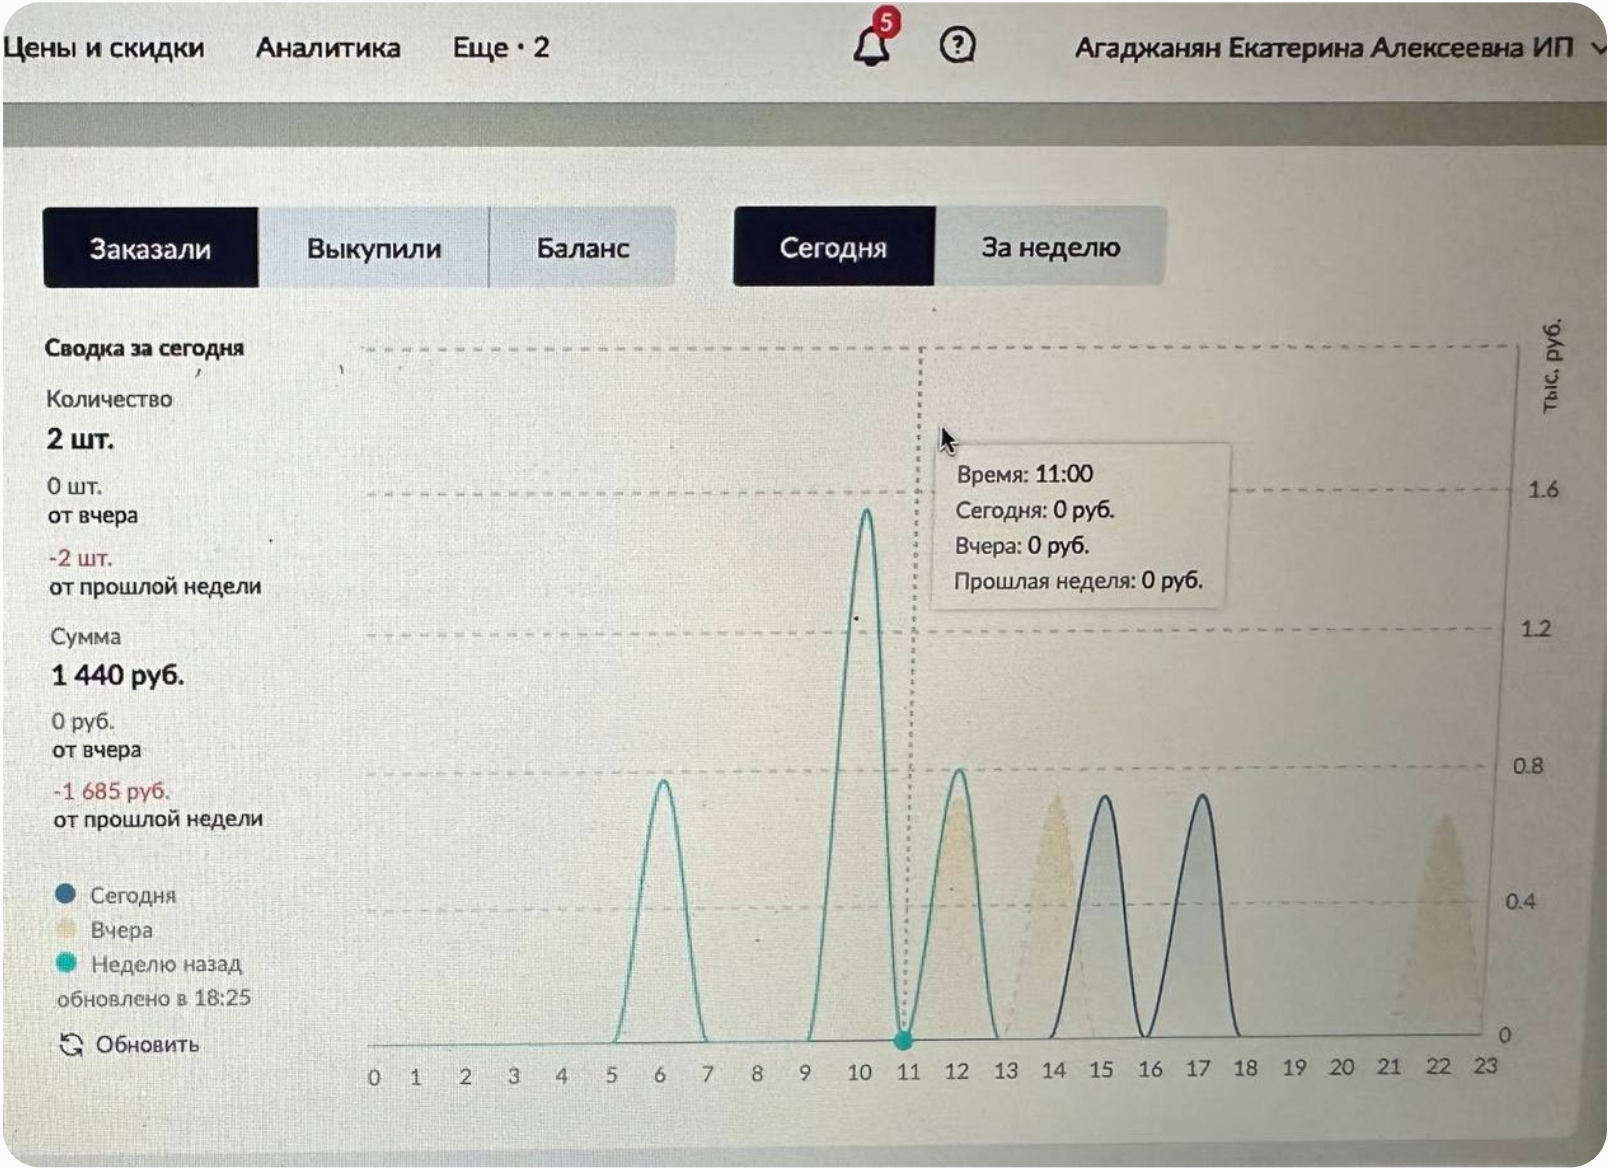 Цены и скидки Аналитика Еще · 2 5 ? Агаджанян Екатерина Алексеевна ИП
Заказали Выкупили Баланс Сегодня За неделю
Сводка за сегодня
Количество
2 шт.
0 шт.
от вчера
-2 шт.
от прошлой недели
Сумма
1 440 руб.
0 руб.
от вчера
-1 685 руб.
от прошлой недели
Сегодня
Вчера
Неделю назад
обновлено в 18:25
Обновить
Время: 11:00
Сегодня: 0 руб.
Вчера: 0 руб.
Прошлая неделя: 0 руб.
тыс. руб.
1.6
1.2
0.8
0.4
0
0 1 2 3 4 5 6 7 8 9 10 11 12 13 14 15 16 17 18 19 20 21 22 23